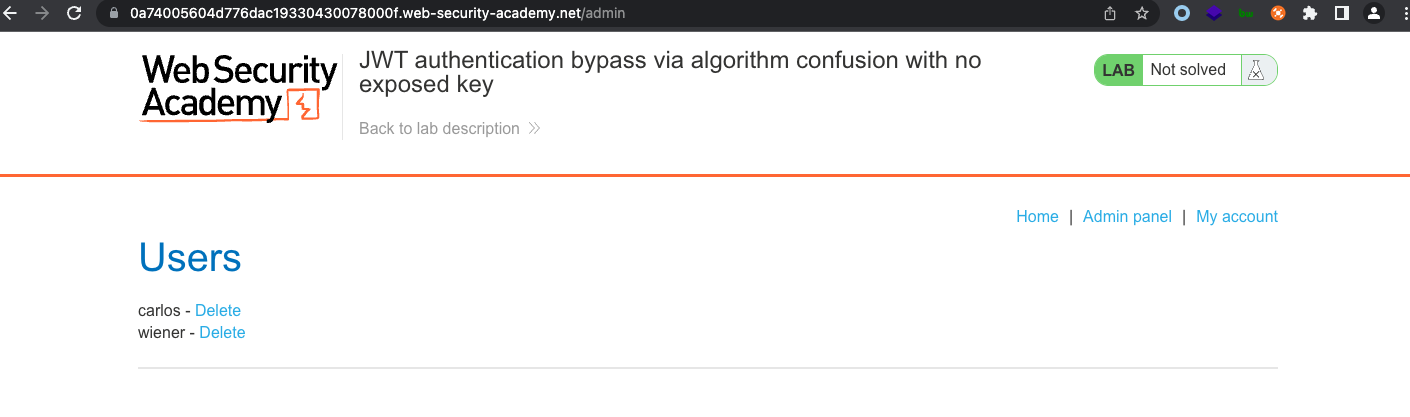 0a74005604d776dac19330430078000f.web-security-academy.net/admin
Web Security
Academy
JWT authentication bypass via algorithm confusion with no
exposed key
LAB Not solved
Back to lab description
Home | Admin panel | My account
Users
carlos - Delete
wiener - Delete